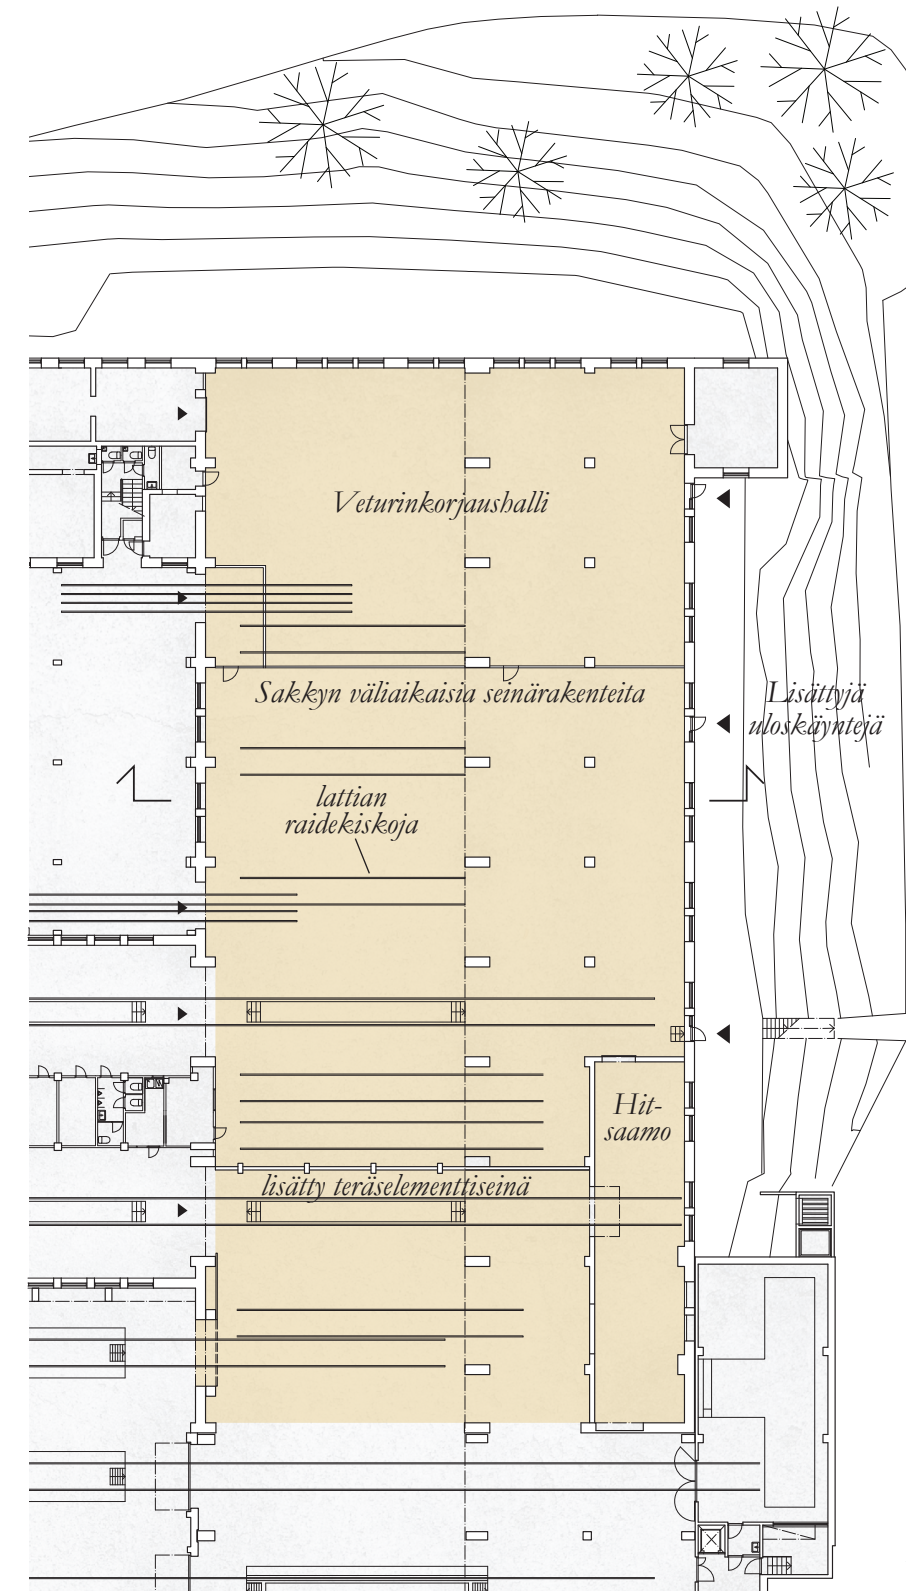 Veturinkorjaushalli
Sakkyn väliaikaisia seinärakenteita
Lisättyjä
uloskäyntejä
lattian
raidekiskoja
Hit-
saamo
lisätty teräselementtiseinä